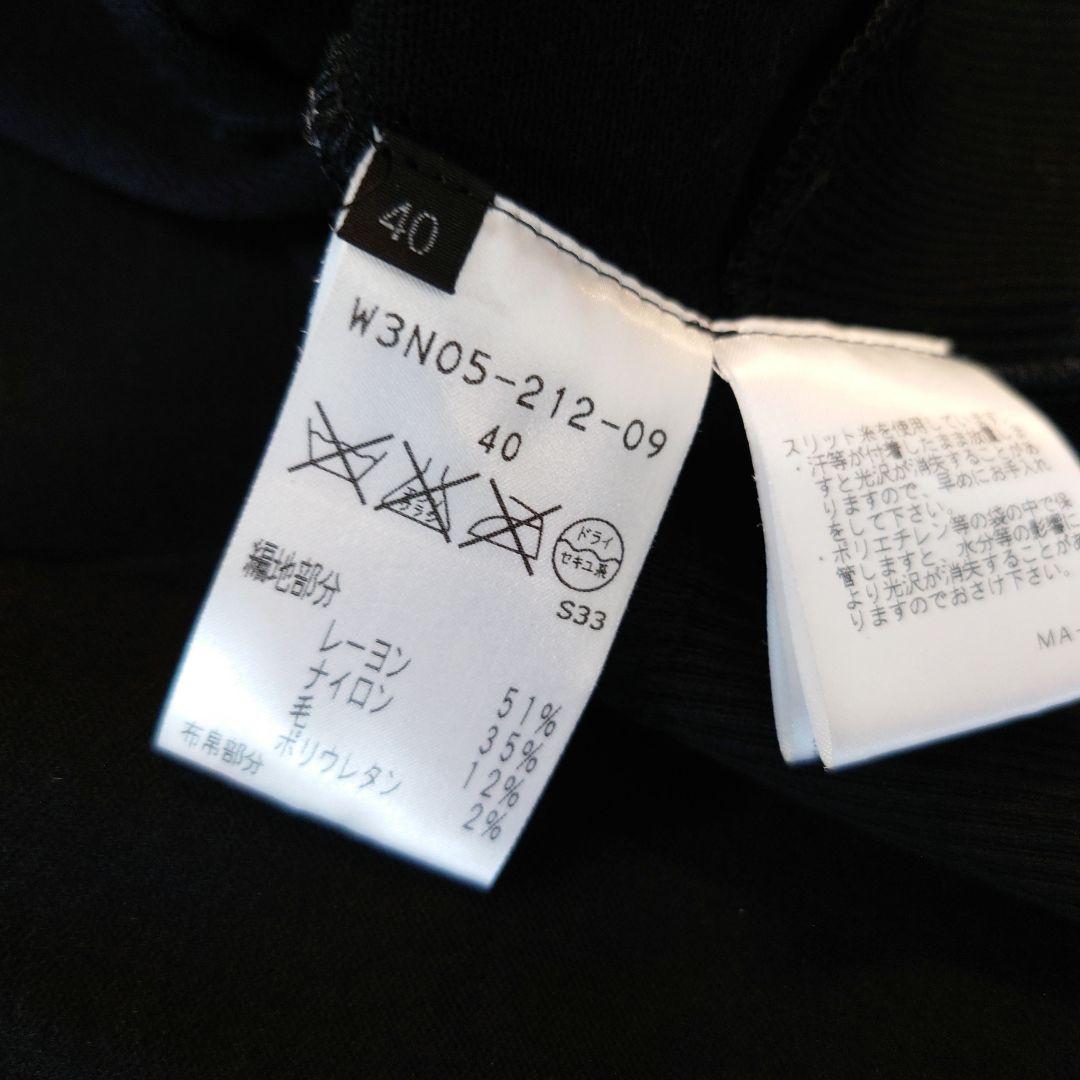 40
W3N05-212-09
40
エンソ
サラシ
ドライ
セキユ系
S33
編地部分
レーヨン 51%
ナイロン 35%
毛 12%
ポリウレタン 2%
布帛部分
スリット糸を使用しています。
・汗等が付着したまま放置しま
すと光沢が消失することがあ
りますので、早めにお手入れ
をして下さい。
・ポリエチレン等の袋の中で保
管しますと、水分等の影響に
より光沢が消失することがあ
りますのでおさけ下さい。
MA-